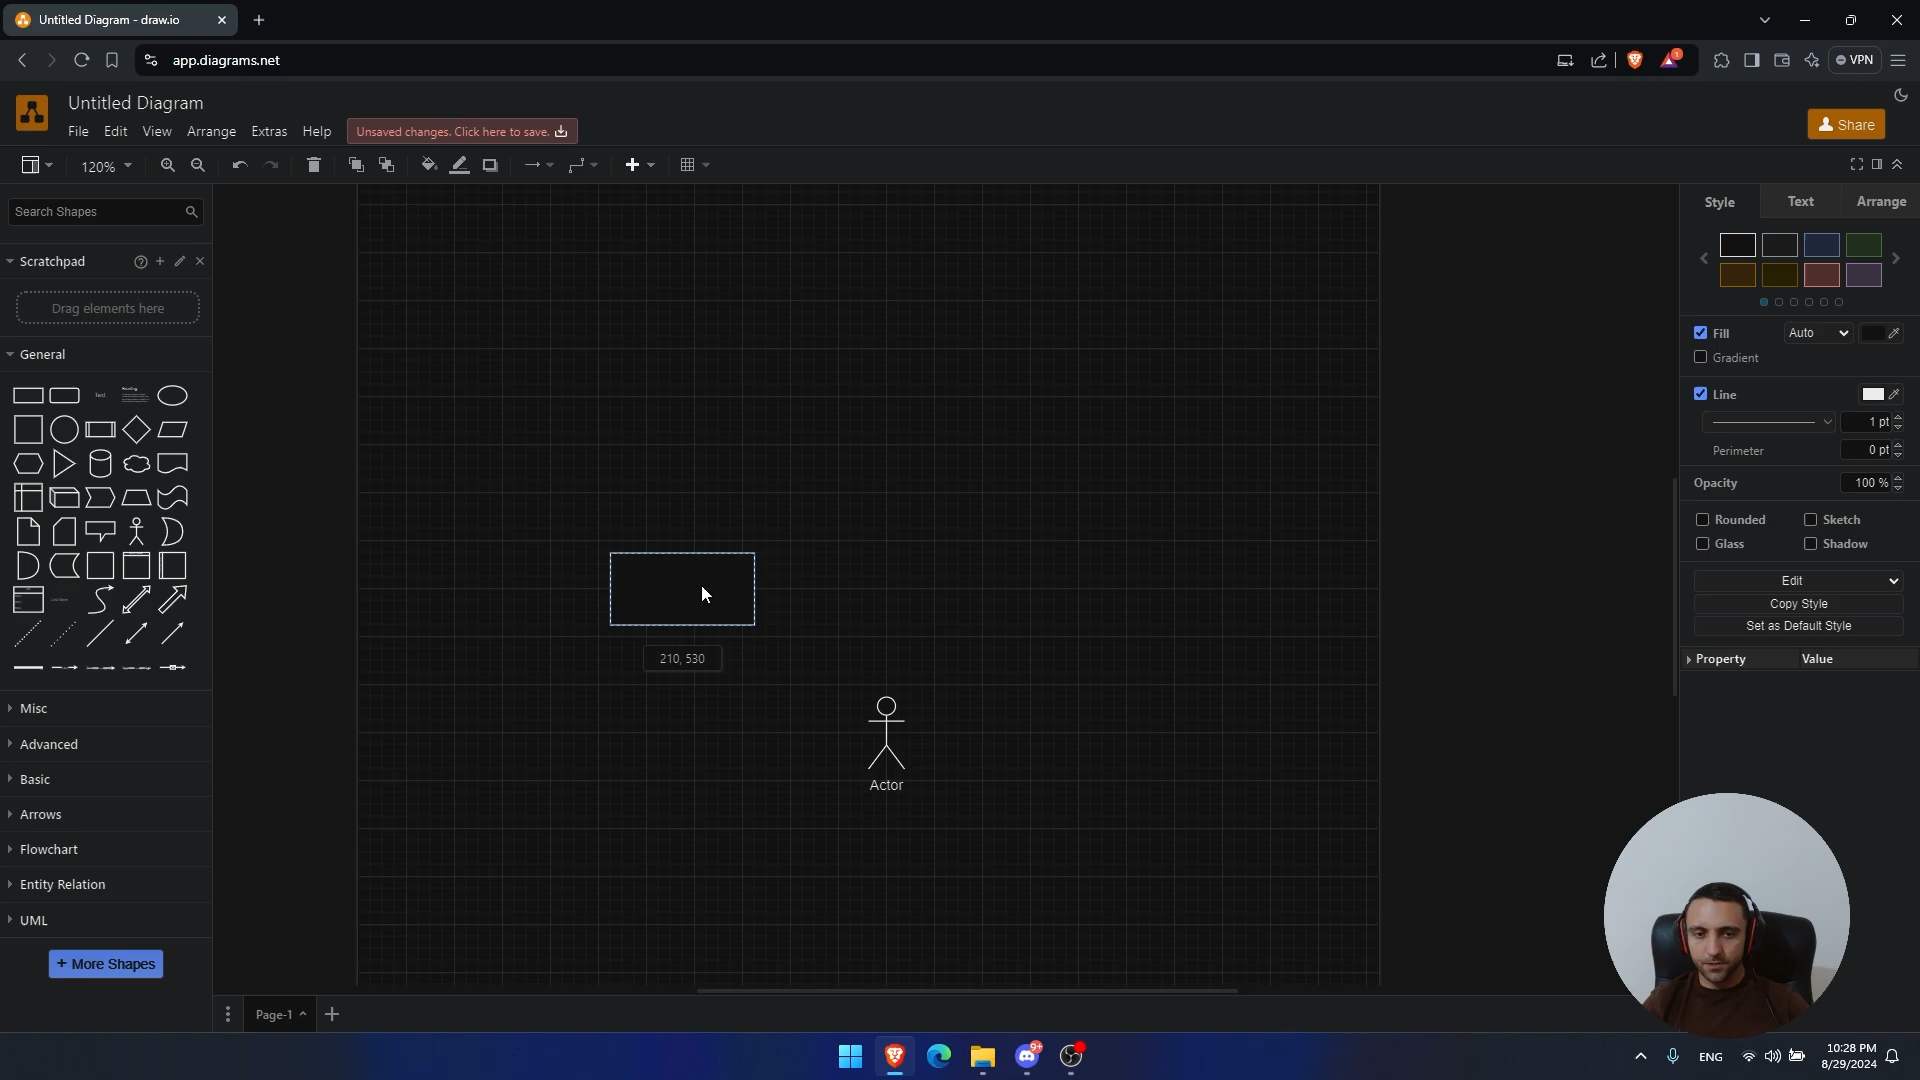 Untitled Diagram - draw.io
app.diagrams.net
1
VPN
Untitled Diagram
File Edit View Arrange Extras Help
Unsaved changes. Click here to save.
Share
120%
Search Shapes
Scratchpad
Drag elements here
General
Text
Heading
Misc
Advanced
Basic
Arrows
Flowchart
Entity Relation
UML
+ More Shapes
210, 530
Actor
Page-1
Style Text Arrange
Fill Auto
Gradient
Line
1 pt
Perimeter 0 pt
Opacity 100 %
Rounded Sketch
Glass Shadow
Edit
Copy Style
Set as Default Style
Property Value
9+
ENG
10:28 PM
8/29/2024